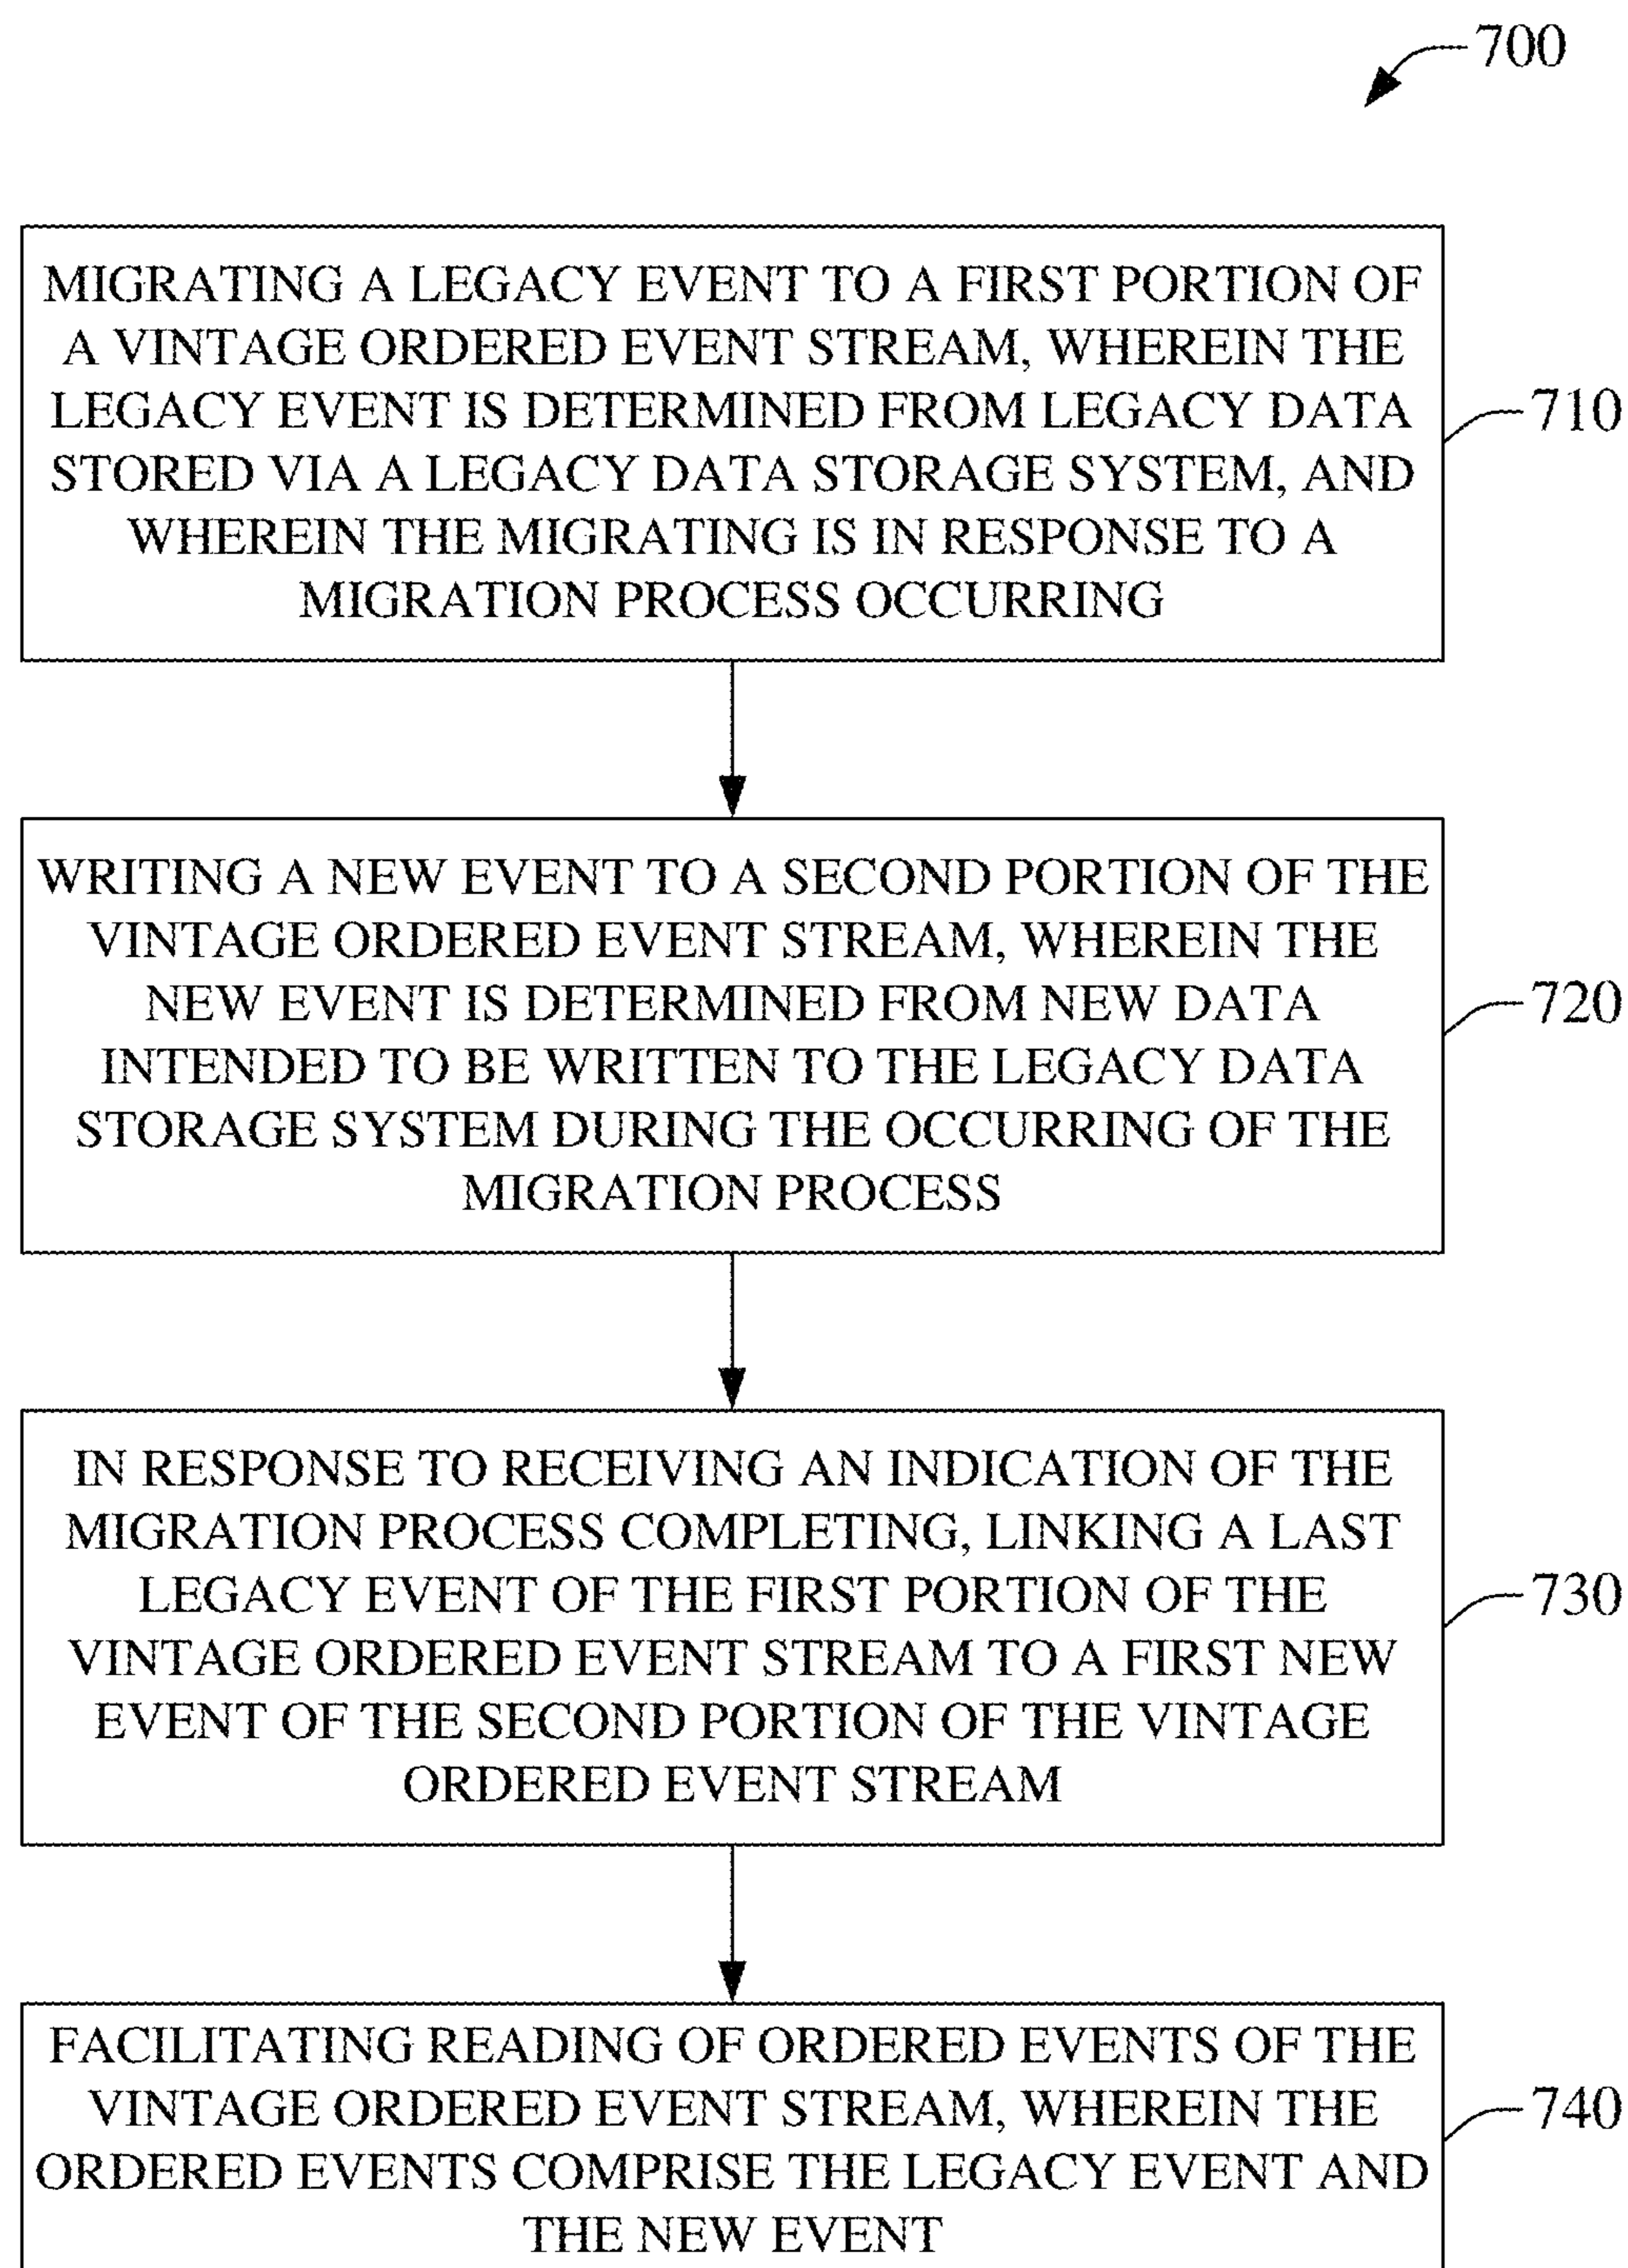 700
MIGRATING A LEGACY EVENT TO A FIRST PORTION OF
A VINTAGE ORDERED EVENT STREAM, WHEREIN THE
LEGACY EVENT IS DETERMINED FROM LEGACY DATA
STORED VIA A LEGACY DATA STORAGE SYSTEM, AND
WHEREIN THE MIGRATING IS IN RESPONSE TO A
MIGRATION PROCESS OCCURRING
710
WRITING A NEW EVENT TO A SECOND PORTION OF THE
VINTAGE ORDERED EVENT STREAM, WHEREIN THE
NEW EVENT IS DETERMINED FROM NEW DATA
INTENDED TO BE WRITTEN TO THE LEGACY DATA
STORAGE SYSTEM DURING THE OCCURRING OF THE
MIGRATION PROCESS
720
IN RESPONSE TO RECEIVING AN INDICATION OF THE
MIGRATION PROCESS COMPLETING, LINKING A LAST
LEGACY EVENT OF THE FIRST PORTION OF THE
VINTAGE ORDERED EVENT STREAM TO A FIRST NEW
EVENT OF THE SECOND PORTION OF THE VINTAGE
ORDERED EVENT STREAM
730
FACILITATING READING OF ORDERED EVENTS OF THE
VINTAGE ORDERED EVENT STREAM, WHEREIN THE
ORDERED EVENTS COMPRISE THE LEGACY EVENT AND
THE NEW EVENT
740